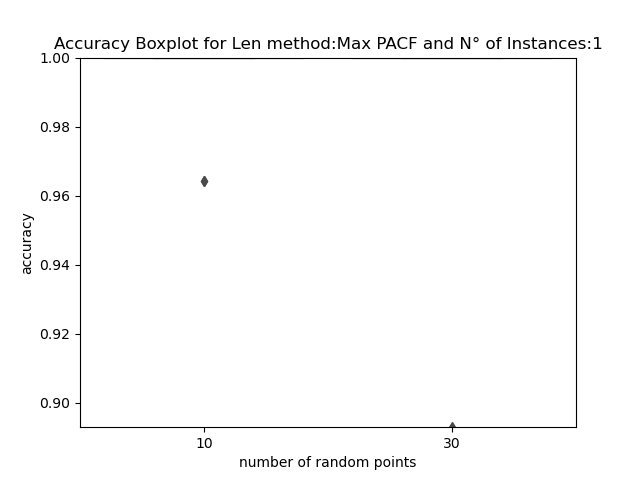 Accuracy Boxplot for Len method:Max PACF and N° of Instances:1
1.00
0.98
0.96
0.94
0.92
0.90
accuracy
10
30
number of random points